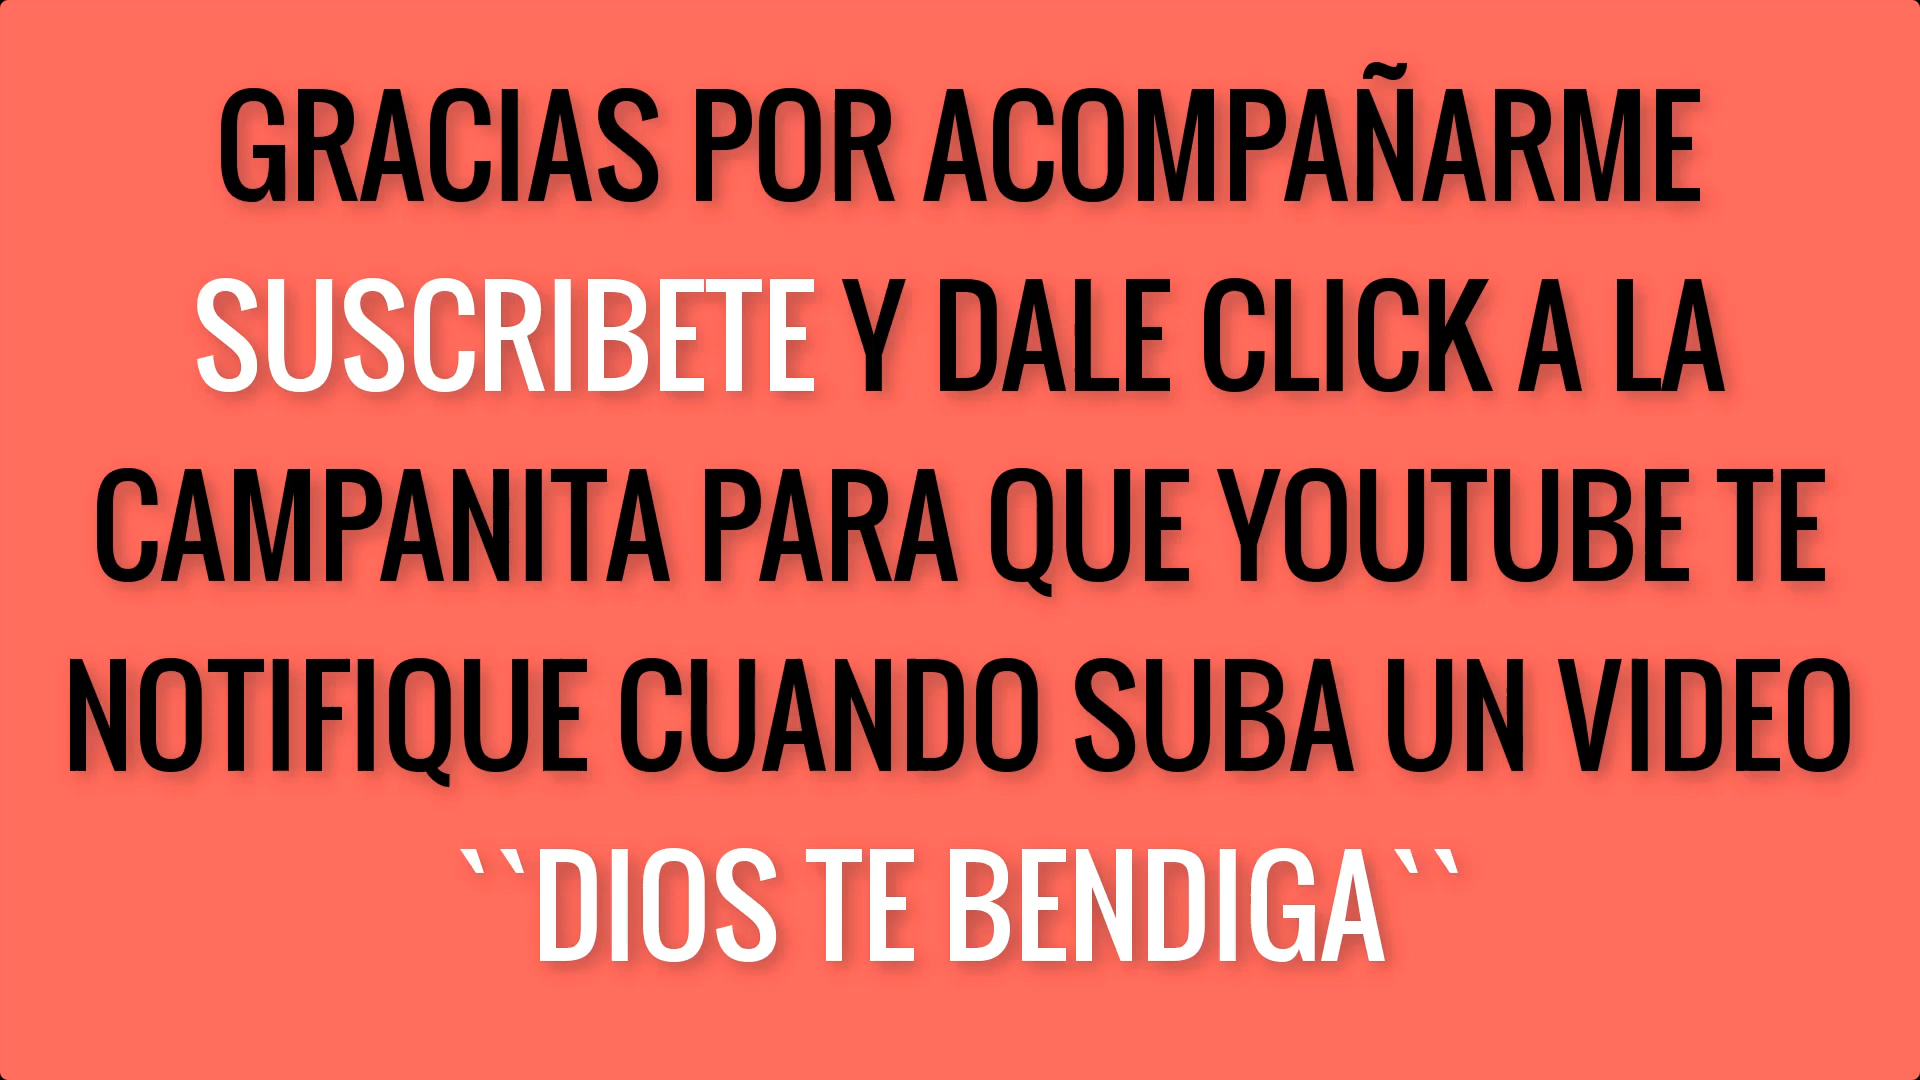 GRACIAS POR ACOMPAÑARME
SUSCRIBETE Y DALE CLICK A LA
CAMPANITA PARA QUE YOUTUBE TE
NOTIFIQUE CUANDO SUBA UN VIDEO
``DIOS TE BENDIGA``